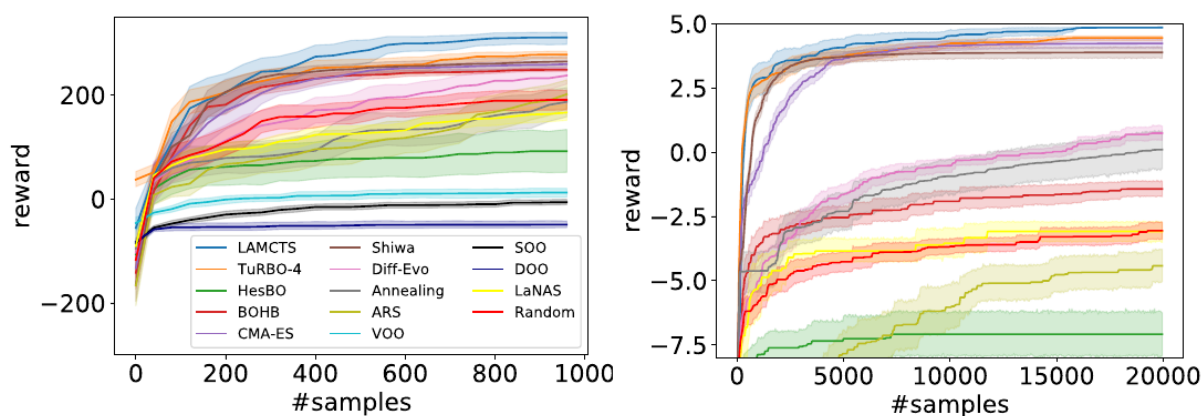 reward
200
0
−200
LAMCTS
TuRBO-4
HesBO
BOHB
CMA-ES
Shiwa
Diff-Evo
Annealing
ARS
VOO
SOO
DOO
LaNAS
Random
0 200 400 600 800 1000
#samples
reward
5.0
2.5
0.0
−2.5
−5.0
−7.5
0 5000 10000 15000 20000
#samples